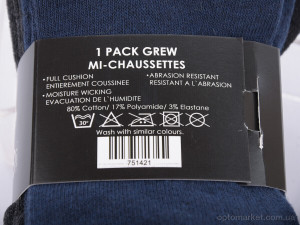 1 PACK GREW
MI-CHAUSSETTES
• FULL CUSHION
ENTIEREMENT COUSSINEE
• MOISTURE WICKING
EVACUATION DE L'HUMIDITE
• ABRASION RESISTANT
RESISTANT A L`ABRASION
80% Cotton/ 17% Polyamide/ 3% Elastane
30°
Wash with similar colours.
751421
optomarket.com.ua